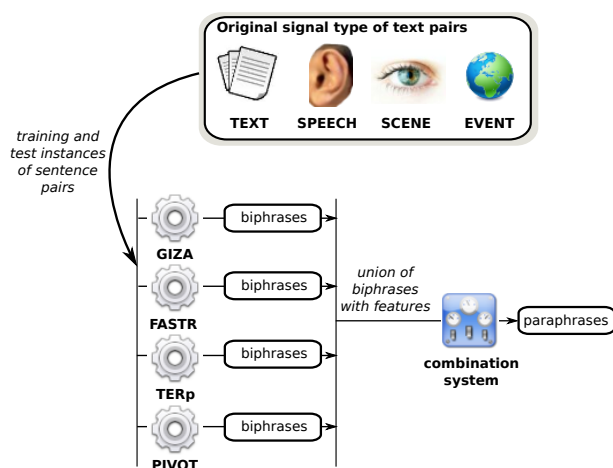 Original signal type of text pairs
TEXT SPEECH SCENE EVENT
training and
test instances
of sentence
pairs
biphrases
GIZA
biphrases
FASTR
biphrases
TERp
biphrases
PIVOT
union of
biphrases
with features
combination
system
paraphrases